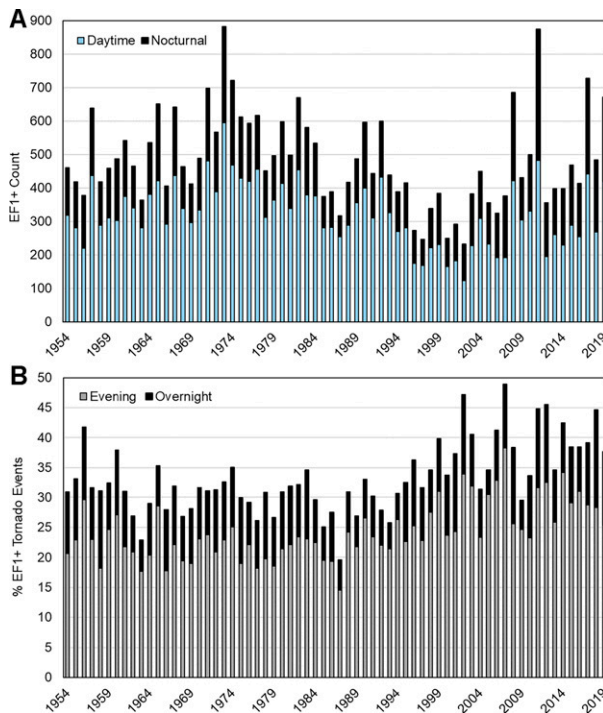 A
Daytime Nocturnal
EF1+ Count
900
800
700
600
500
400
300
200
100
0
1954 1959 1964 1969 1974 1979 1984 1989 1994 1999 2004 2009 2014 2019
B
Evening Overnight
% EF1+ Tornado Events
50
45
40
35
30
25
20
15
10
5
0
1954 1959 1964 1969 1974 1979 1984 1989 1994 1999 2004 2009 2014 2019